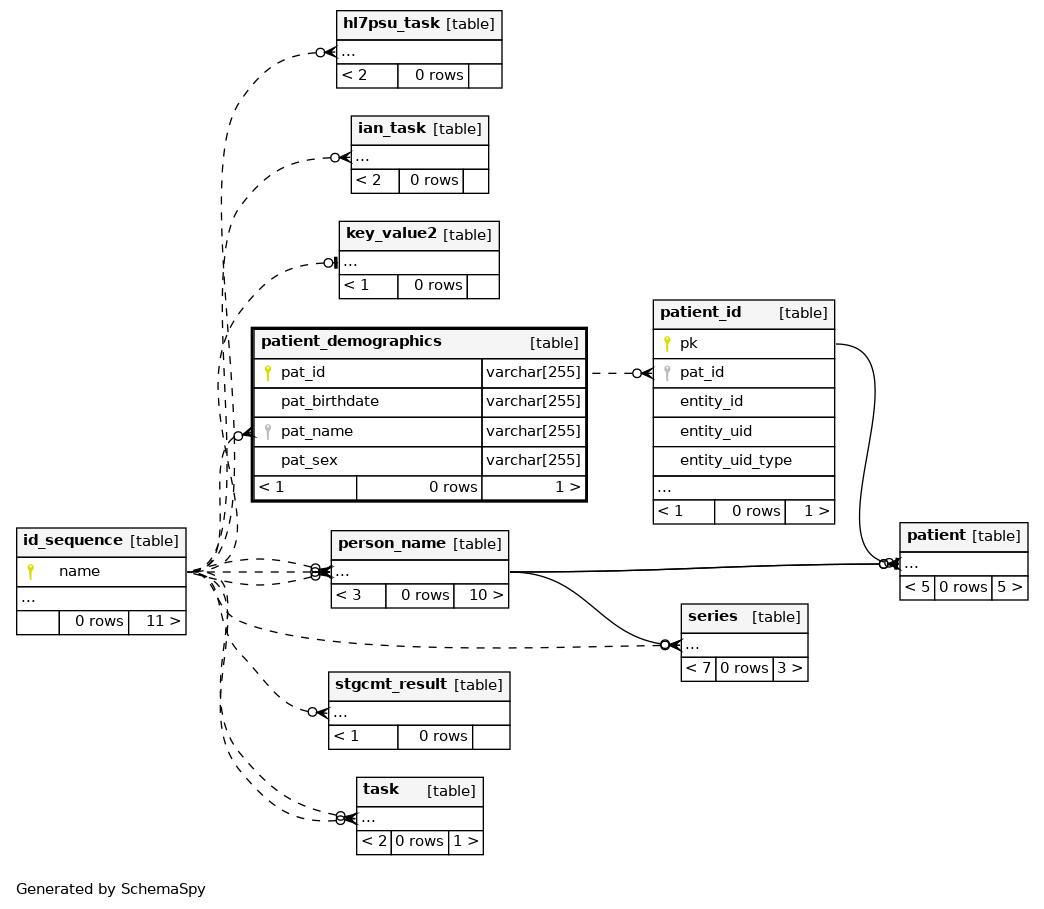 hl7psu_task [table]
...
< 2 0 rows
ian_task [table]
...
< 2 0 rows
key_value2 [table]
...
< 1 0 rows
patient_demographics [table]
pat_id varchar[255]
pat_birthdate varchar[255]
pat_name varchar[255]
pat_sex varchar[255]
< 1 0 rows 1 >
patient_id [table]
pk
pat_id
entity_id
entity_uid
entity_uid_type
...
< 1 0 rows 1 >
id_sequence [table]
name
...
0 rows 11 >
person_name [table]
...
< 3 0 rows 10 >
patient [table]
...
< 5 0 rows 5 >
series [table]
...
< 7 0 rows 3 >
stgcmt_result [table]
...
< 1 0 rows
task [table]
...
< 2 0 rows 1 >
Generated by SchemaSpy